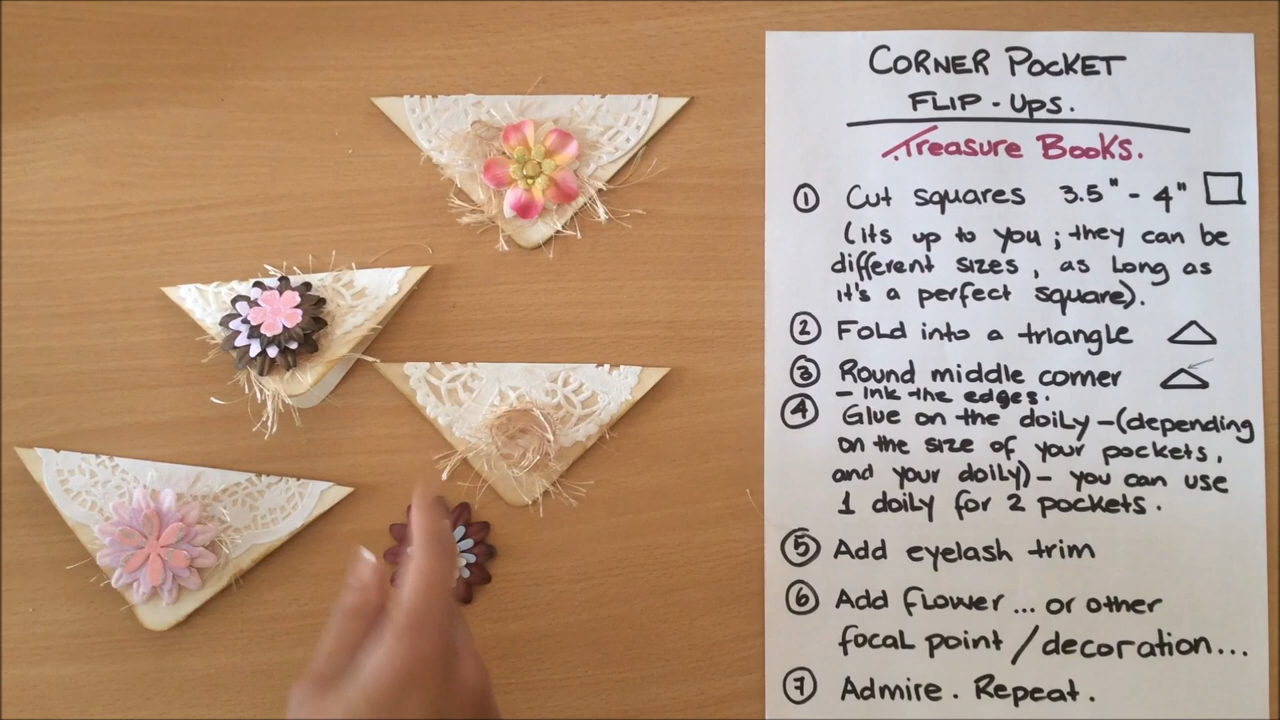 CORNER POCKET
FLIP-UPS.
Treasure Books.
① Cut squares 3.5" - 4"
(its up to you; they can be
different sizes, as long as
it's a perfect square).
② Fold into a triangle
③ Round middle corner
- Ink the edges.
④ Glue on the doily - (depending
on the size of your pockets,
and your doily) - you can use
1 doily for 2 pockets.
⑤ Add eyelash trim
⑥ Add flower... or other
focal point / decoration...
⑦ Admire. Repeat.